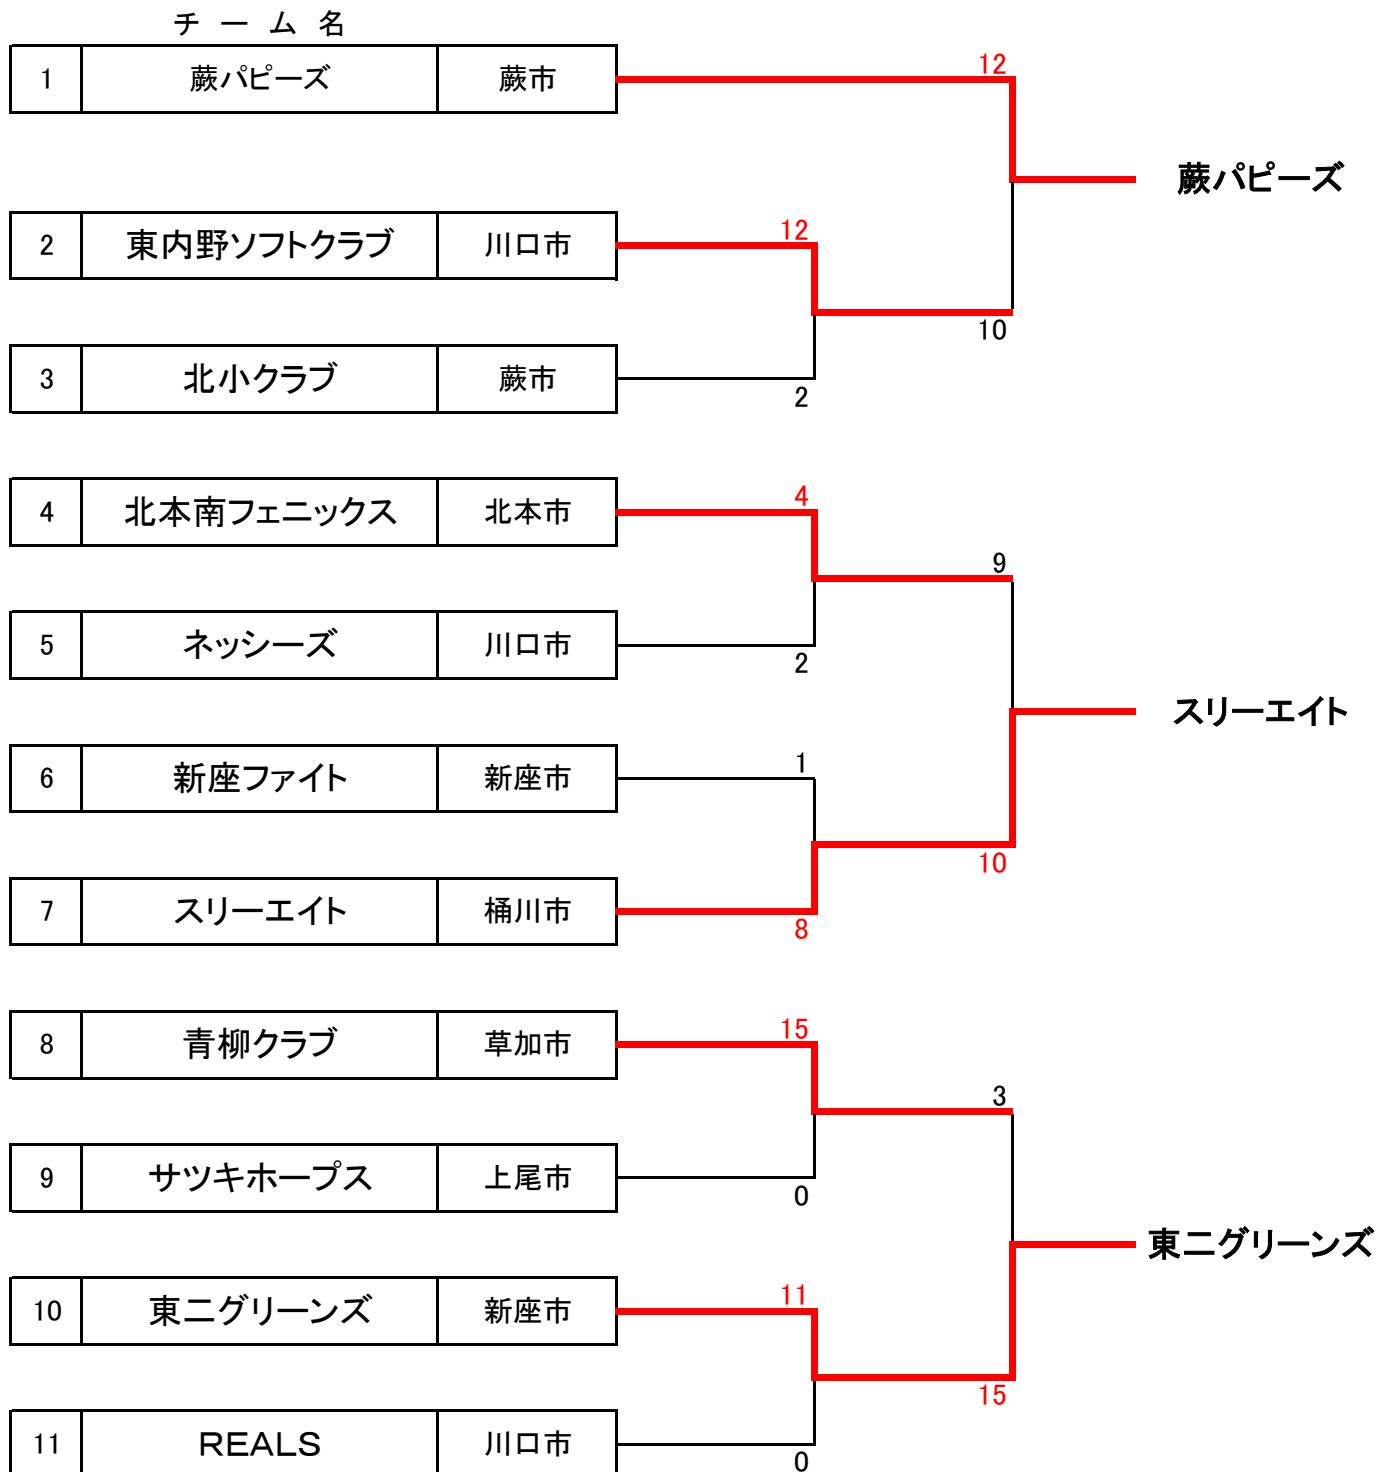 チーム名
1 蕨パピーズ 蕨市 12
蕨パピーズ
2 東内野ソフトクラブ 川口市 12
10
3 北小クラブ 蕨市 2
4 北本南フェニックス 北本市 4
9
5 ネッシーズ 川口市 2
スリーエイト
6 新座ファイト 新座市 1
10
7 スリーエイト 桶川市 8
8 青柳クラブ 草加市 15
3
9 サツキホープス 上尾市 0
東ニグリーンズ
10 東ニグリーンズ 新座市 11
15
11 REALS 川口市 0